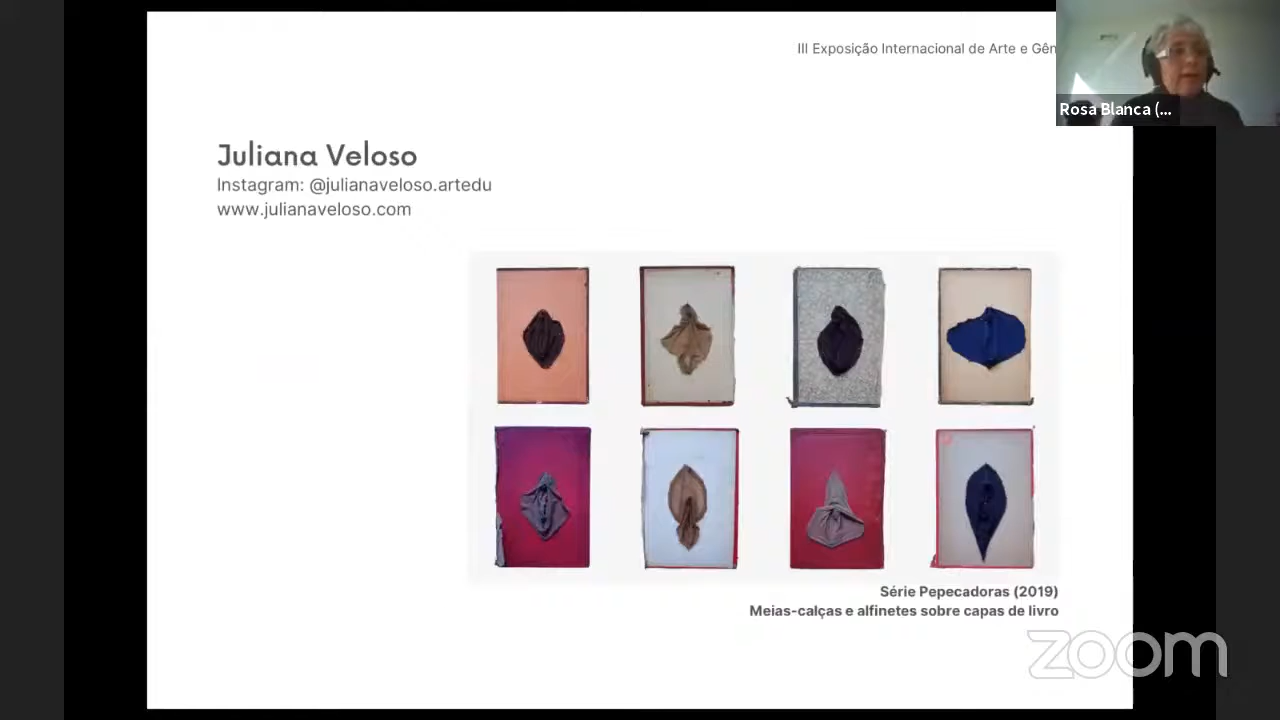 III Exposição Internacional de Arte e Gên
Rosa Blanca (...
Juliana Veloso
Instagram: @julianaveloso.artedu
www.julianaveloso.com
Série Pepecadoras (2019)
Meias-calças e alfinetes sobre capas de livro
zoom